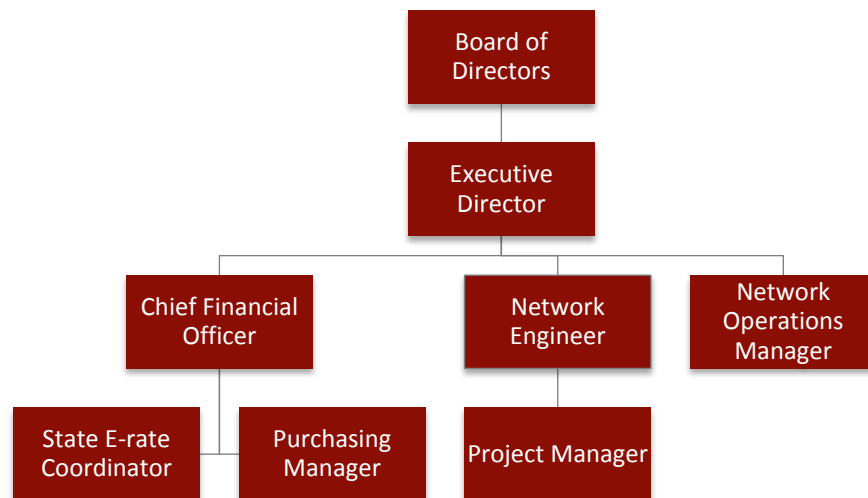 Board of
Directors
Executive
Director
Chief Financial
Officer
Network
Engineer
Network
Operations
Manager
State E-rate
Coordinator
Purchasing
Manager
Project Manager